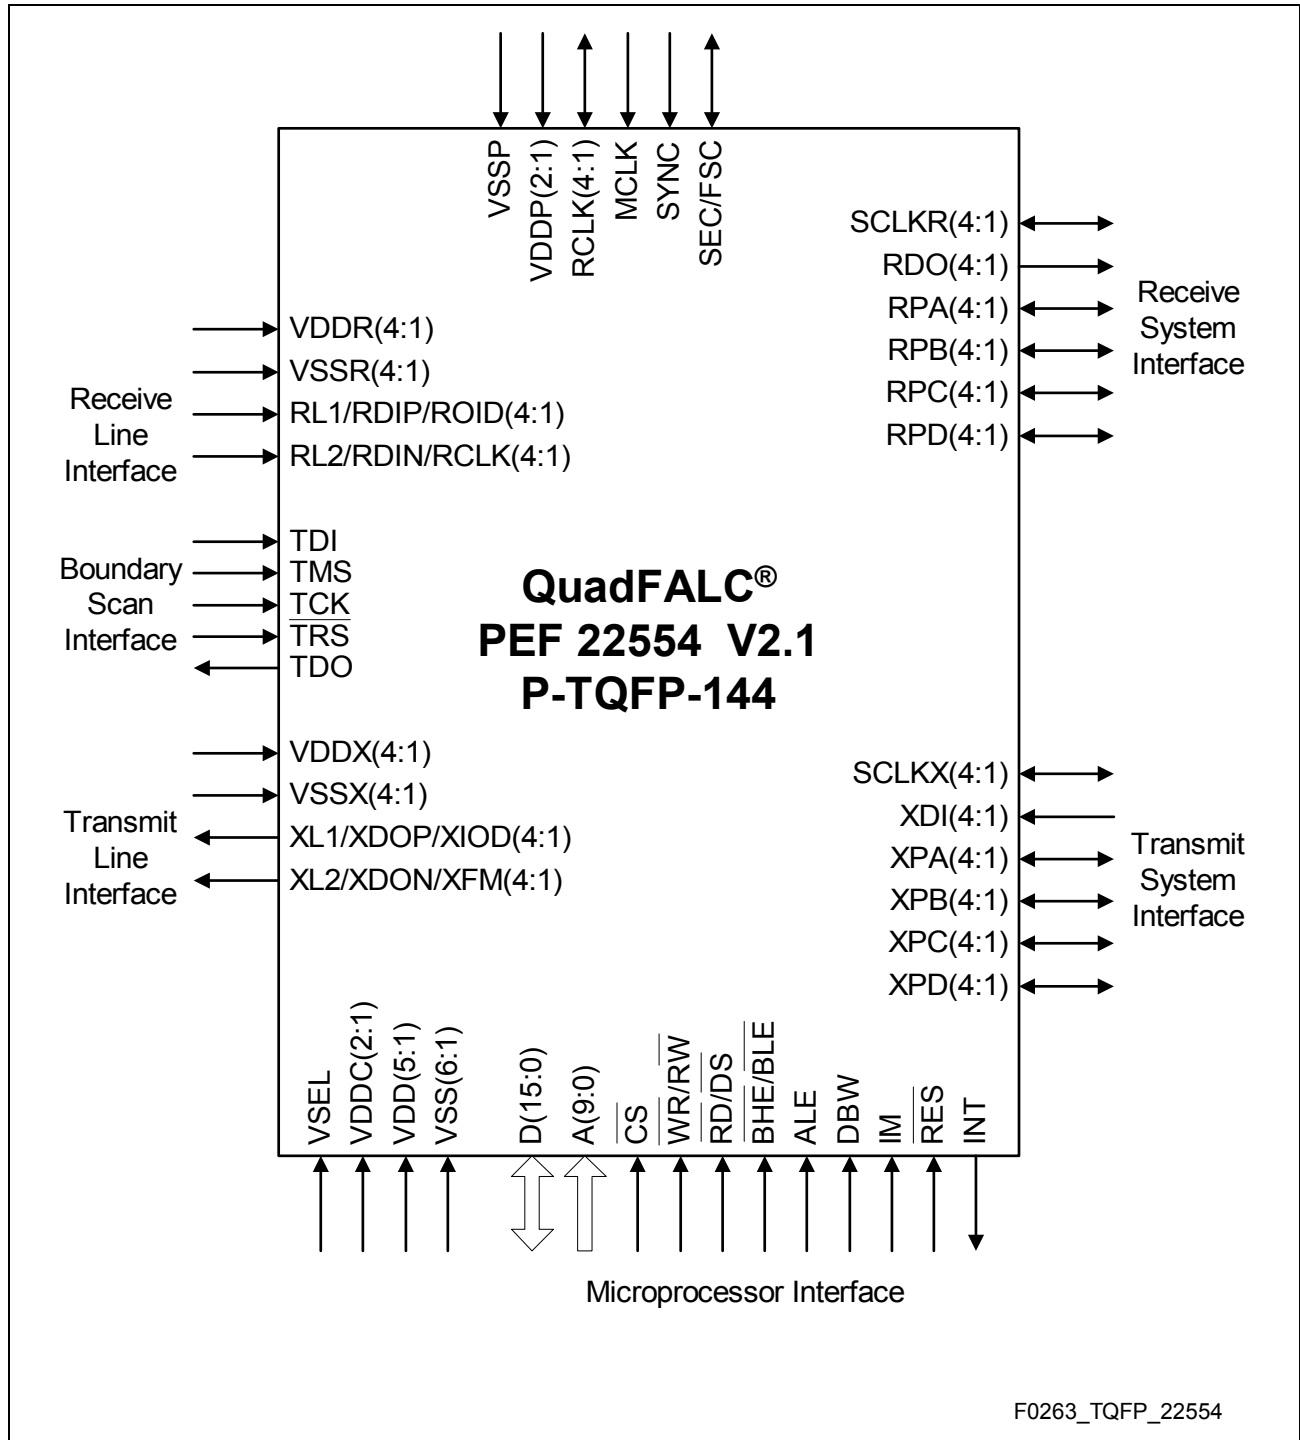 VSSP
VDDP(2:1)
RCLK(4:1)
MCLK
SYNC
SEC/FSC
SCLKR(4:1)
RDO(4:1)
RPA(4:1)
RPB(4:1)
RPC(4:1)
RPD(4:1)
Receive
System
Interface
VDDR(4:1)
VSSR(4:1)
RL1/RDIP/ROID(4:1)
RL2/RDIN/RCLK(4:1)
Receive
Line
Interface
TDI
TMS
TCK
TRS
TDO
Boundary
Scan
Interface
QuadFALC®
PEF 22554 V2.1
P-TQFP-144
VDDX(4:1)
VSSX(4:1)
XL1/XDOP/XIOD(4:1)
XL2/XDON/XFM(4:1)
Transmit
Line
Interface
SCLKX(4:1)
XDI(4:1)
XPA(4:1)
XPB(4:1)
XPC(4:1)
XPD(4:1)
Transmit
System
Interface
VSEL
VDDC(2:1)
VDD(5:1)
VSS(6:1)
D(15:0)
A(9:0)
CS
WR/RW
RD/DS
BHE/BLE
ALE
DBW
IM
RES
INT
Microprocessor Interface
F0263_TQFP_22554